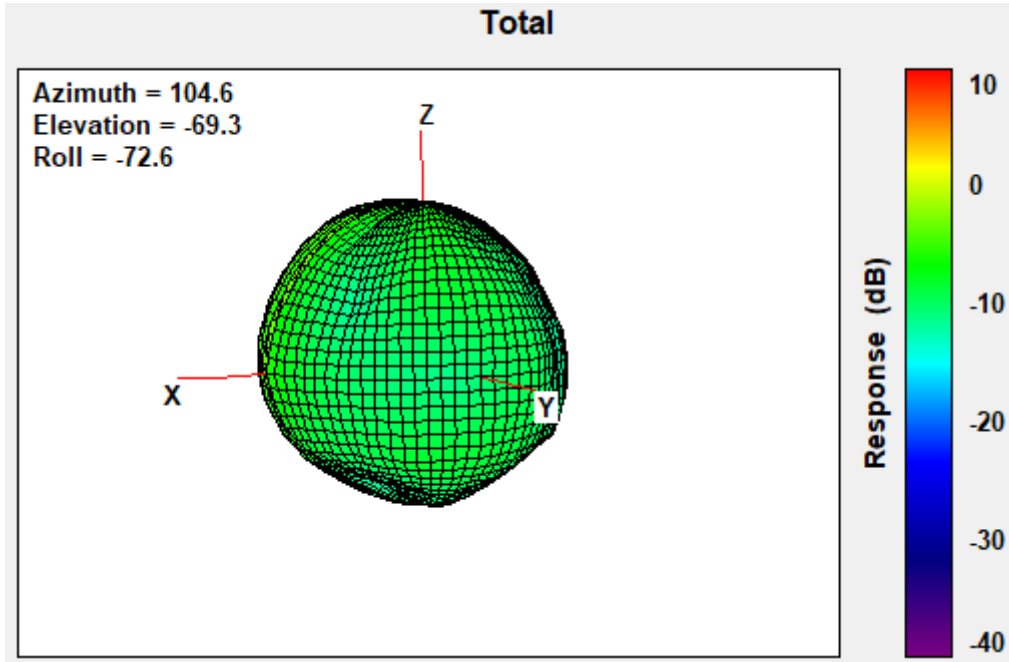 Total
Azimuth = 104.6
Elevation = -69.3
Roll = -72.6
Z
X
Y
10
0
-10
-20
-30
-40
Response (dB)